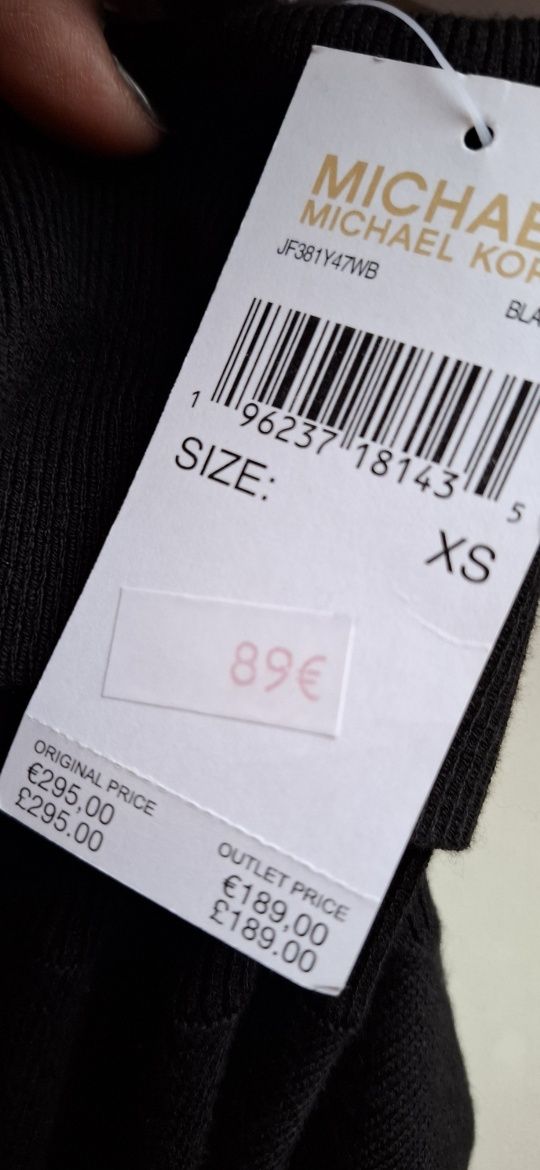 MICHAE
MICHAEL KOR
JF381Y47WB
BLA
1 96237 18143 5
SIZE:
XS
89€
ORIGINAL PRICE
€295,00
£295.00
OUTLET PRICE
€189,00
£189.00